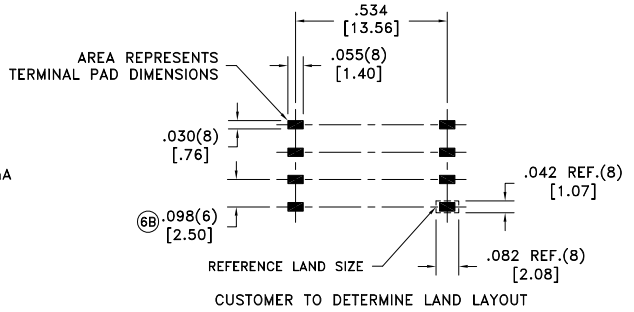 .534
[13.56]
AREA REPRESENTS
TERMINAL PAD DIMENSIONS
.055(8)
[1.40]
.030(8)
[.76]
A
.042 REF.(8)
[1.07]
6B
.098(6)
[2.50]
REFERENCE LAND SIZE
.082 REF.(8)
[2.08]
CUSTOMER TO DETERMINE LAND LAYOUT